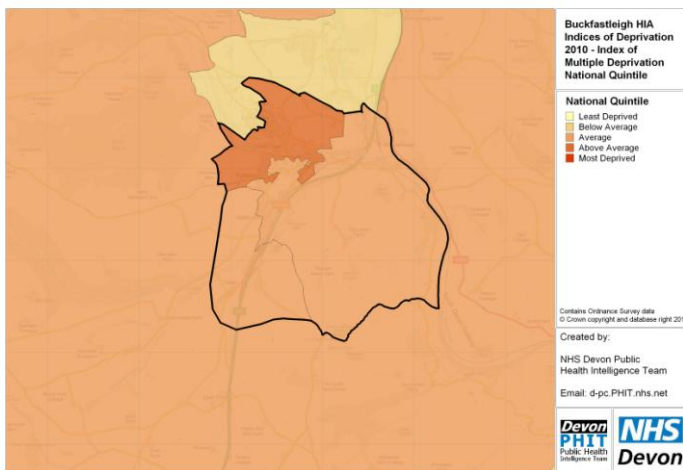 Buckfastleigh HIA
Indices of Deprivation
2010 - Index of
Multiple Deprivation
National Quintile
National Quintile
Least Deprived
Below Average
Average
Above Average
Most Deprived
Contains Ordnance Survey data
© Crown copyright and database right 201
Created by:
NHS Devon Public
Health Intelligence Team
Email: d-pc.PHIT.nhs.net
Devon
PHIT
Public Health
Intelligence Team
NHS
Devon